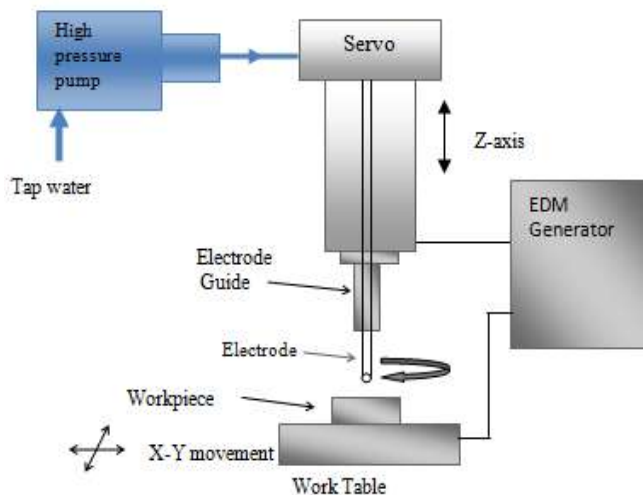 High
pressure
pump
Servo
Z-axis
Tap water
EDM
Generator
Electrode
Guide
Electrode
Workpiece
X-Y movement
Work Table